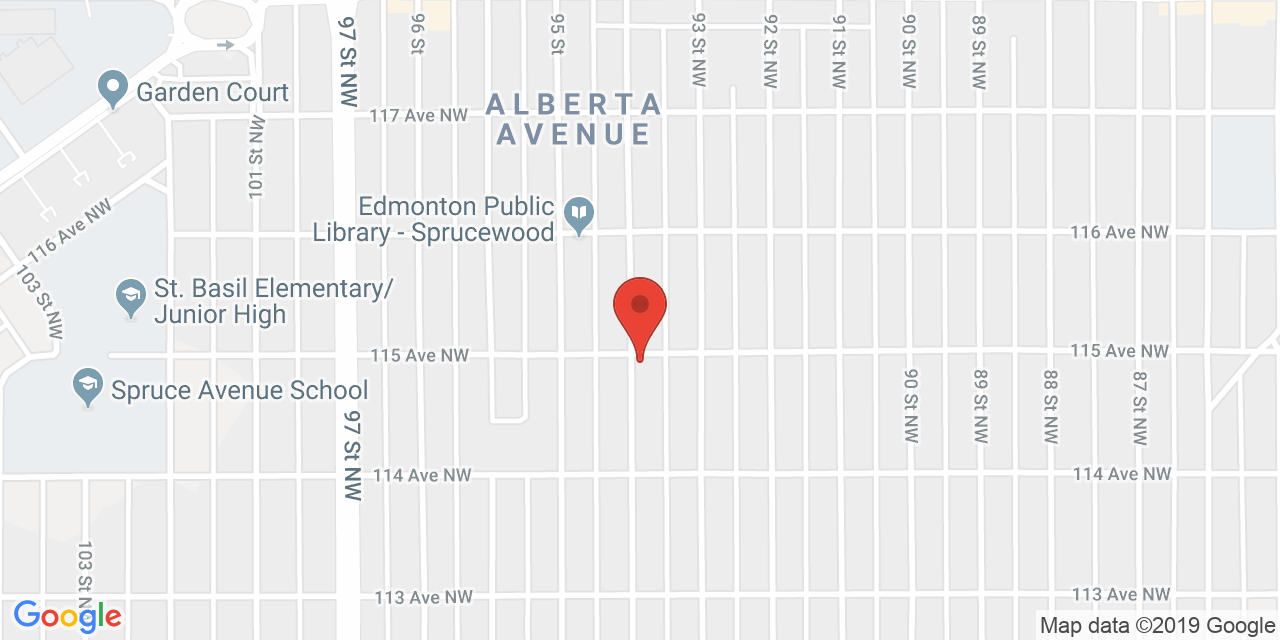 97 St NW
96 St
95 St
93 St NW
92 St NW
91 St NW
90 St NW
89 St NW
Garden Court
117 Ave NW
ALBERTA
AVENUE
101 St NW
Edmonton Public
Library - Sprucewood
116 Ave NW
116 Ave NW
103 St NW
St. Basil Elementary/
Junior High
115 Ave NW
115 Ave NW
Spruce Avenue School
97 St NW
90 St NW
89 St NW
88 St NW
87 St NW
114 Ave NW
114 Ave NW
103 St NW
113 Ave NW
113 Ave NW
Google
Map data ©2019 Google